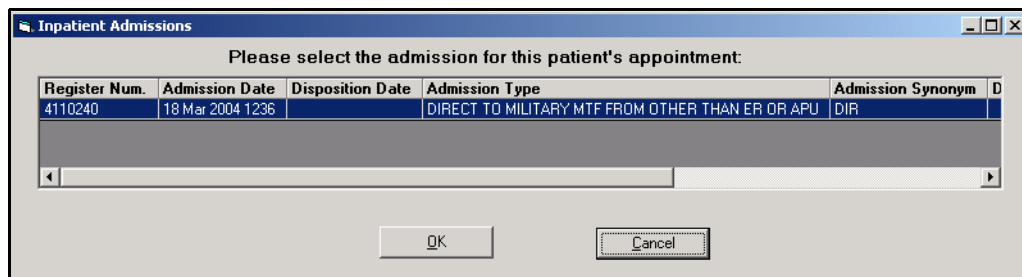 Inpatient Admissions
Please select the admission for this patient's appointment:
Register Num. Admission Date Disposition Date Admission Type Admission Synonym D
4110240 18 Mar 2004 1236 DIRECT TO MILITARY MTF FROM OTHER THAN ER OR APU DIR
OK Cancel